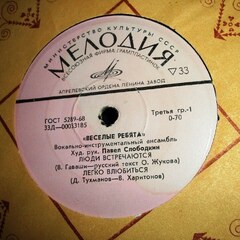 МИНИСТЕРСТВО КУЛЬТУРЫ СССР
МЕЛОДИЯ
ВСЕСОЮЗНАЯ ФИРМА ГРАМПЛАСТИНОК
АПРЕЛЕВСКИЙ ОРДЕНА ЛЕНИНА ЗАВОД
▽33
ГОСТ 5289-68
33Д—00033185
Третья гр.-1
0-70
«ВЕСЕЛЫЕ РЕБЯТА»
Вокально-инструментальный ансамбль
Худ. рук. Павел Слободкин
ЛЮДИ ВСТРЕЧАЮТСЯ
(В. Гаваши—русский текст О. Жукова)
ЛЕГКО ВЛЮБИТЬСЯ
(Д. Тухманов—В. Харитонов)